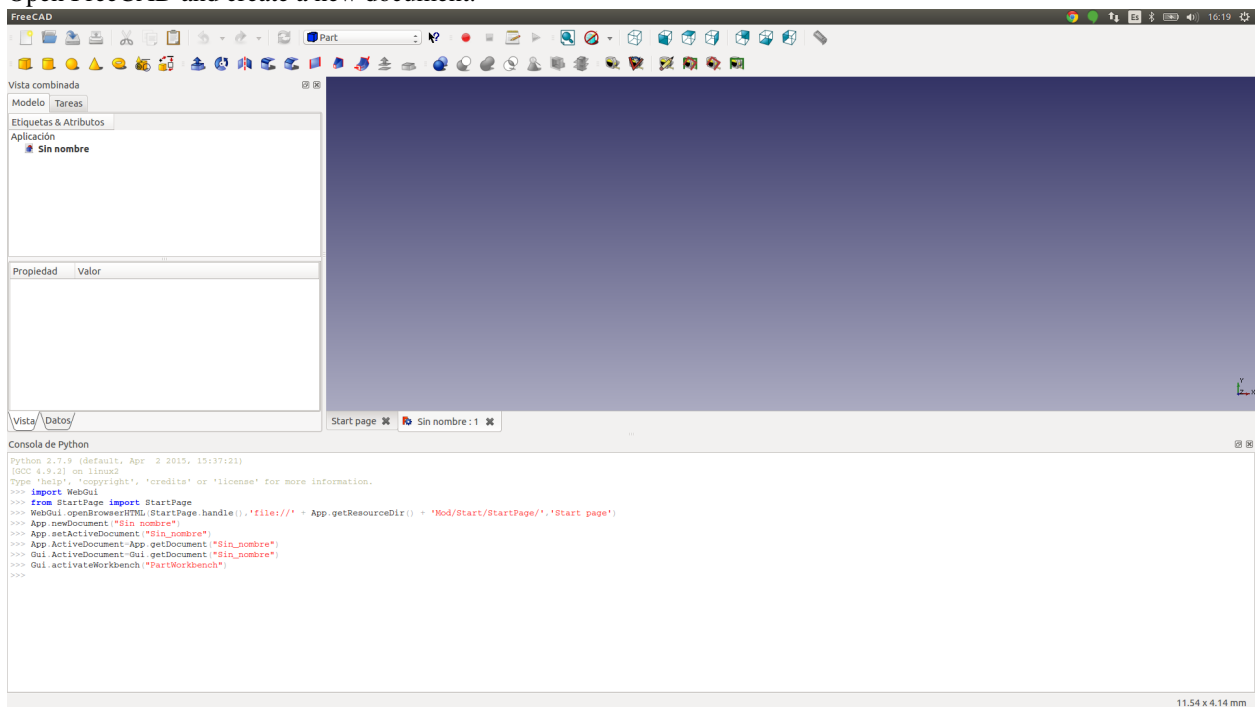 Open FreeCAD and create a new document.
FreeCAD
Es
16:19
Part
Vista combinada
Modelo Tareas
Etiquetas & Atributos
Aplicación
Sin nombre
Propiedad Valor
Y
Z X
Vista Datos
Start page Sin nombre : 1
Consola de Python
Python 2.7.9 (default, Apr  2 2015, 15:37:21)
[GCC 4.9.2] on linux2
Type 'help', 'copyright', 'credits' or 'license' for more information.
>>> import WebGui
>>> from StartPage import StartPage
>>> WebGui.openBrowserHTML(StartPage.handle(),'file://' + App.getResourceDir() + 'Mod/Start/StartPage/','Start page')
>>> App.newDocument("Sin nombre")
>>> App.setActiveDocument("Sin_nombre")
>>> App.ActiveDocument=App.getDocument("Sin_nombre")
>>> Gui.ActiveDocument=Gui.getDocument("Sin_nombre")
>>> Gui.activateWorkbench("PartWorkbench")
>>>
11.54 x 4.14 mm